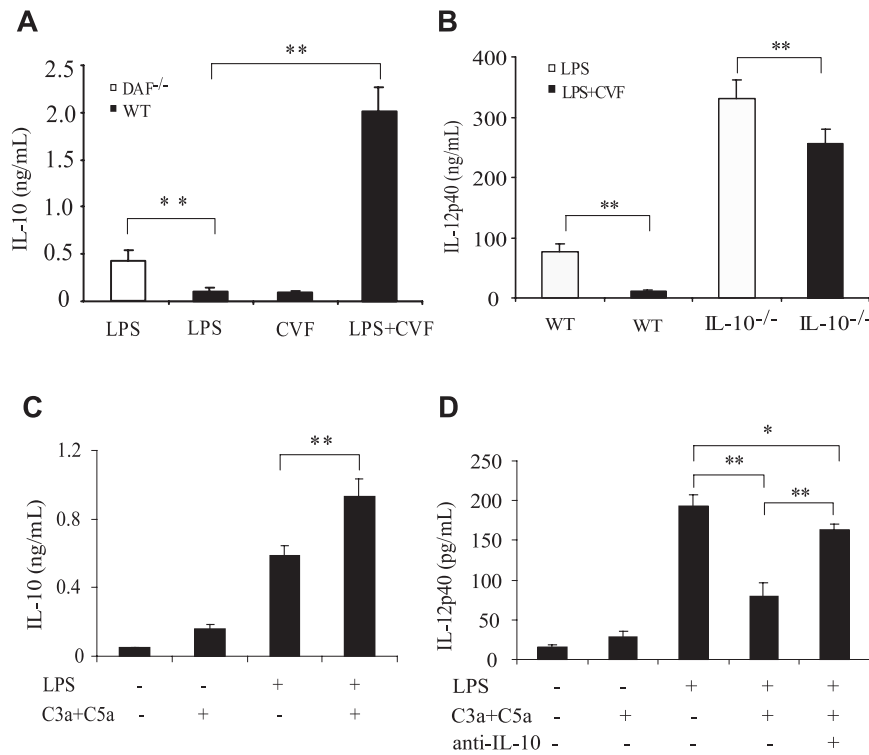 A
**
2.5
DAF-/-
WT
2.0
1.5
1.0
* *
0.5
0
IL-10 (ng/mL)
LPS LPS CVF LPS+CVF
B
400
**
LPS
LPS+CVF
300
200
**
100
0
IL-12p40 (ng/mL)
WT WT IL-10-/- IL-10-/-
C
1.2
**
0.8
0.4
0
IL-10 (ng/mL)
LPS - - + +
C3a+C5a - + - +
D
*
250
**
200
**
150
100
50
0
IL-12p40 (pg/mL)
LPS - - + + +
C3a+C5a - + - + +
anti-IL-10 - - - - +